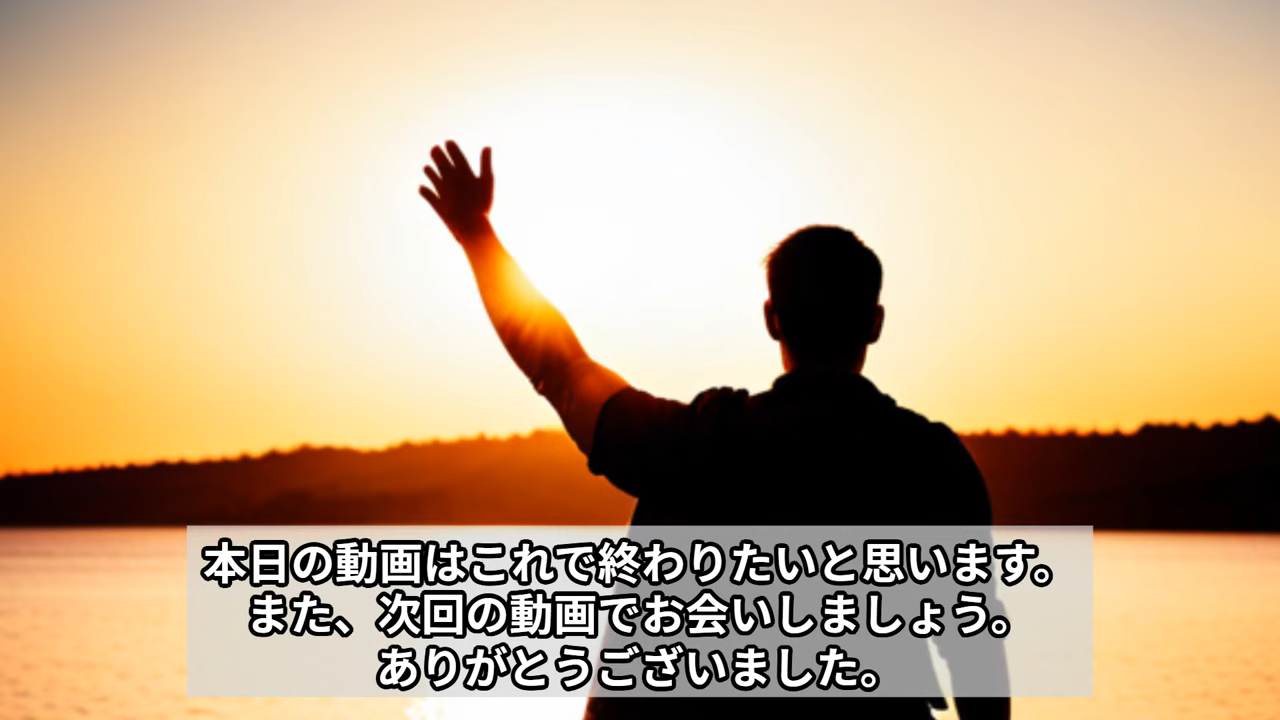 本日の動画はこれで終わりたいと思います。
また、次回の動画でお会いしましょう。
ありがとうございました。